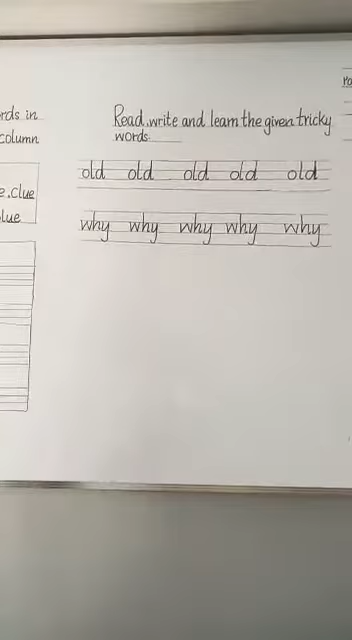 rds in
column
e.clue
lue
Read, write and learn the given tricky
words.
old old old old old
why why why why why